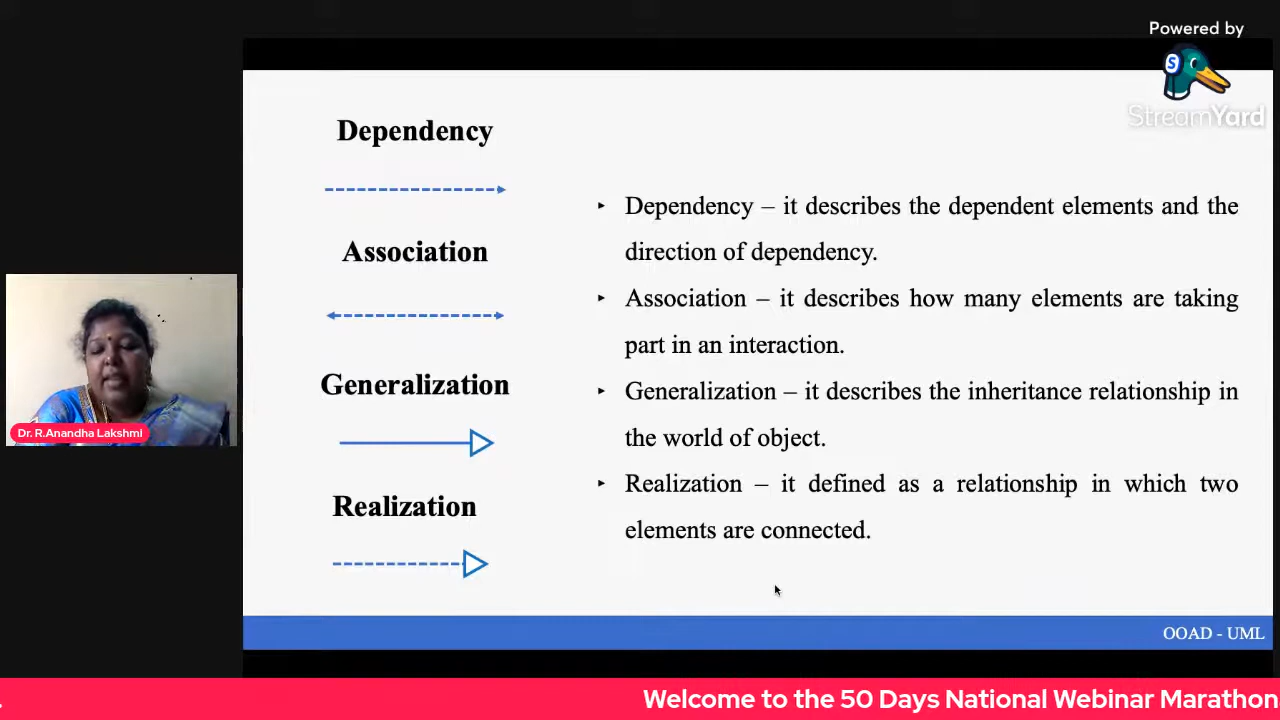 Powered by
StreamYard
Dependency
Association
Generalization
Realization
‣ Dependency – it describes the dependent elements and the
direction of dependency.
‣ Association – it describes how many elements are taking
part in an interaction.
‣ Generalization – it describes the inheritance relationship in
the world of object.
‣ Realization – it defined as a relationship in which two
elements are connected.
Dr. R.Anandha Lakshmi
OOAD - UML
. Welcome to the 50 Days National Webinar Marathon